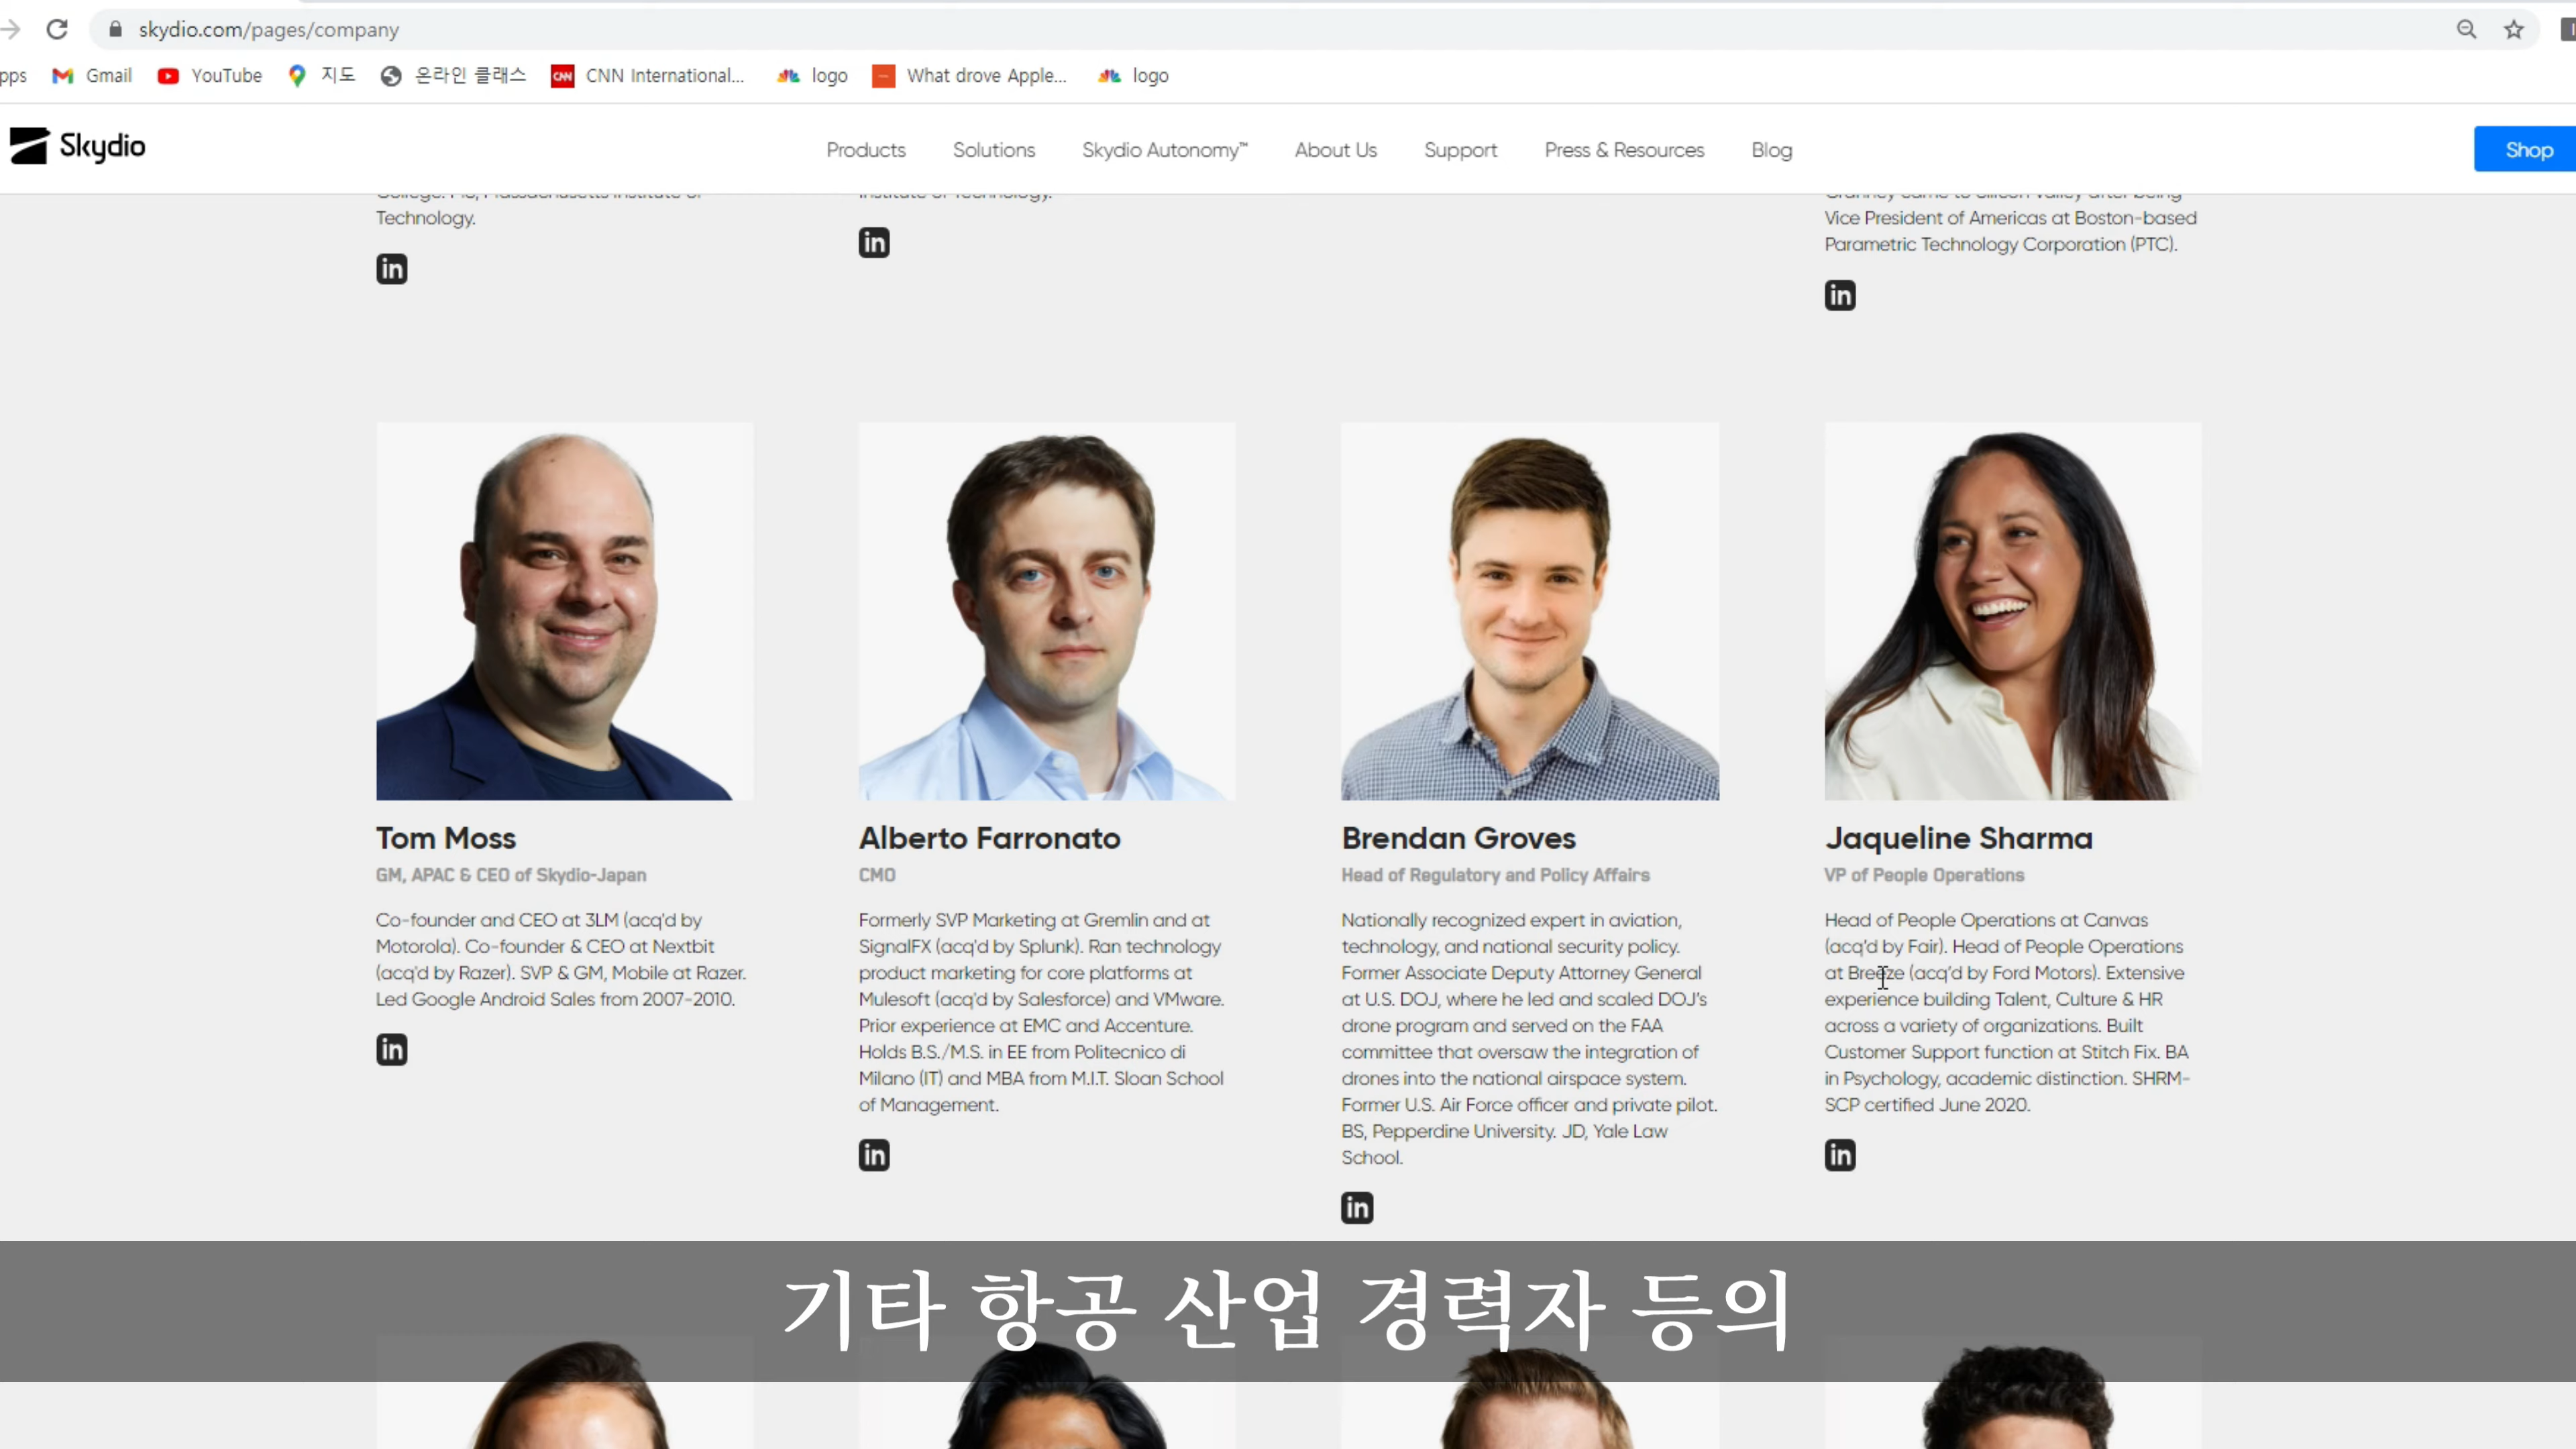 skydio.com/pages/company
pps Gmail YouTube 지도 온라인 클래스 CNN CNN International... logo What drove Apple... logo
Skydio Products Solutions Skydio Autonomy™ About Us Support Press & Resources Blog Shop
Technology.
in
Institute of Technology.
in
Vice President of Americas at Boston-based
Parametric Technology Corporation (PTC).
in
Tom Moss
GM, APAC & CEO of Skydio-Japan
Co-founder and CEO at 3LM (acq'd by
Motorola). Co-founder & CEO at Nextbit
(acq'd by Razer). SVP & GM, Mobile at Razer.
Led Google Android Sales from 2007-2010.
in
Alberto Farronato
CMO
Formerly SVP Marketing at Gremlin and at
SignalFX (acq'd by Splunk). Ran technology
product marketing for core platforms at
Mulesoft (acq'd by Salesforce) and VMware.
Prior experience at EMC and Accenture.
Holds B.S./M.S. in EE from Politecnico di
Milano (IT) and MBA from M.I.T. Sloan School
of Management.
in
Brendan Groves
Head of Regulatory and Policy Affairs
Nationally recognized expert in aviation,
technology, and national security policy.
Former Associate Deputy Attorney General
at U.S. DOJ, where he led and scaled DOJ's
drone program and served on the FAA
committee that oversaw the integration of
drones into the national airspace system.
Former U.S. Air Force officer and private pilot.
BS, Pepperdine University. JD, Yale Law
School.
in
Jaqueline Sharma
VP of People Operations
Head of People Operations at Canvas
(acq'd by Fair). Head of People Operations
at Breeze (acq'd by Ford Motors). Extensive
experience building Talent, Culture & HR
across a variety of organizations. Built
Customer Support function at Stitch Fix. BA
in Psychology, academic distinction. SHRM-
SCP certified June 2020.
in
기타 항공 산업 경력자 등의